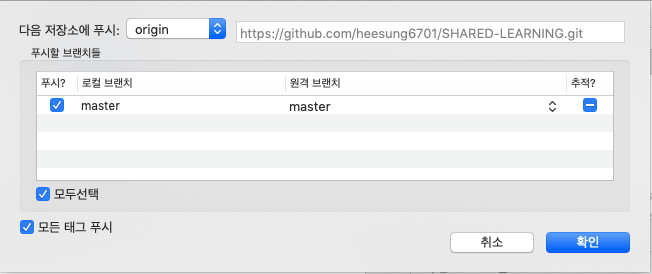 다음 저장소에 푸시: origin https://github.com/heesung6701/SHARED-LEARNING.git
푸시할 브랜치들
푸시? 로컬 브랜치 원격 브랜치 추적?
master master
모두선택
모든 태그 푸시
취소 확인